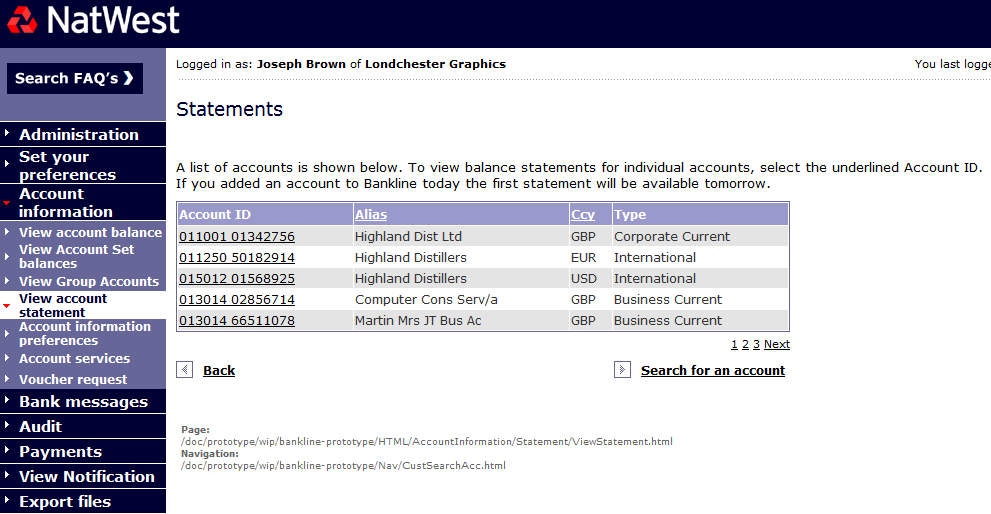 NatWest
Search FAQ's ❯
Logged in as: Joseph Brown of Londchester Graphics
You last logge
Administration
Set your
preferences
Account
information
View account balance
View Account Set
balances
View Group Accounts
View account
statement
Account information
preferences
Account services
Voucher request
Bank messages
Audit
Payments
View Notification
Export files
Statements
A list of accounts is shown below. To view balance statements for individual accounts, select the underlined Account ID.
If you added an account to Bankline today the first statement will be available tomorrow.
Account ID Alias Ccy Type
011001 01342756 Highland Dist Ltd GBP Corporate Current
011250 50182914 Highland Distillers EUR International
015012 01568925 Highland Distillers USD International
013014 02856714 Computer Cons Serv/a GBP Business Current
013014 66511078 Martin Mrs JT Bus Ac GBP Business Current
1 2 3 Next
Back
Search for an account
Page:
/doc/prototype/wip/bankline-prototype/HTML/AccountInformation/Statement/ViewStatement.html
Navigation:
/doc/prototype/wip/bankline-prototype/Nav/CustSearchAcc.html